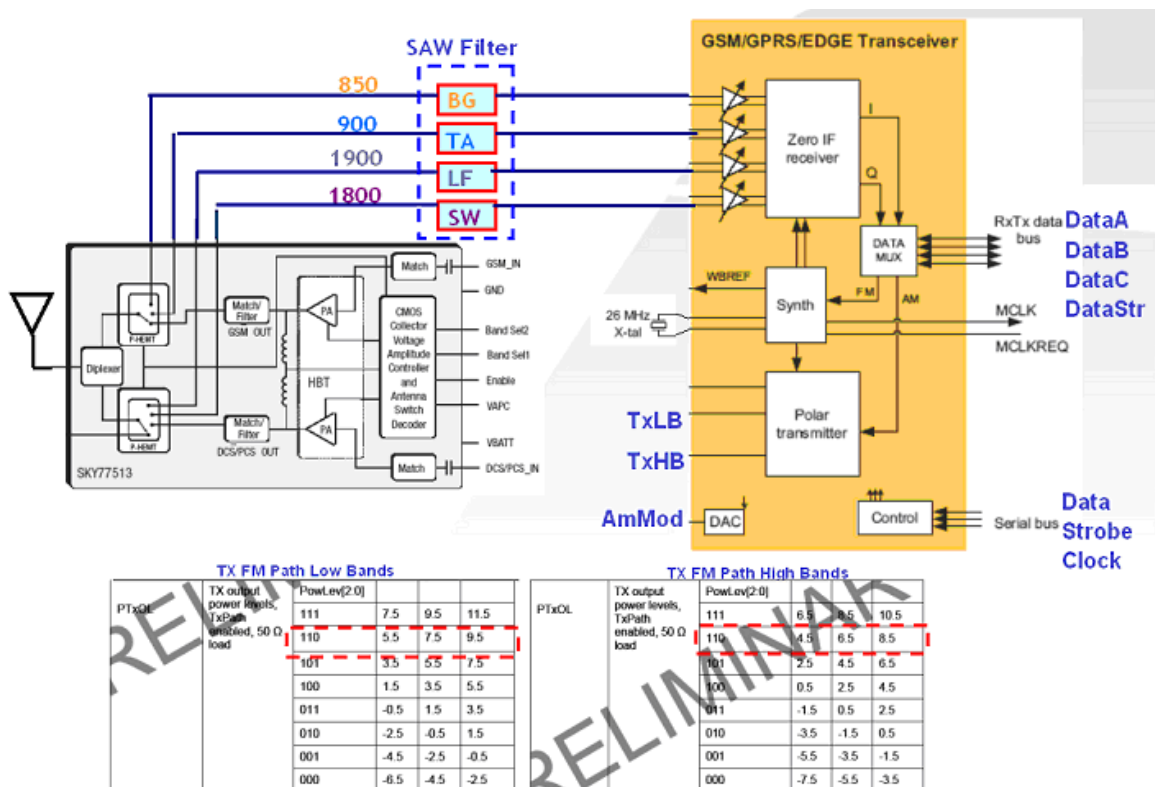 SAW Filter
GSM/GPRS/EDGE Transceiver
850
BG
900
TA
1900
LF
1800
SW
Zero IF
receiver
I
Q
DATA
MUX
RxTx data
bus
DataA
DataB
DataC
DataStr
WBREF
FM
AM
Synth
26 MHz
X-tal
MCLK
MCLKREQ
TxLB
TxHB
Polar
transmitter
AmMod
DAC
Control
Serial bus
Data
Strobe
Clock
Match
GSM_IN
GND
P-HEMT
Match/
Filter
GSM OUT
PA
CMOS
Collector
Voltage
Amplitude
Controller
and
Antenna
Switch
Decoder
Band Sel2
Band Sel1
Enable
VAPC
VBATT
Diplexer
HBT
PA
P-HEMT
Match/
Filter
DCS/PCS OUT
Match
DCS/PCS_IN
SKY77513
TX FM Path Low Bands
PTxOL
TX output
power levels,
TxPath
enabled, 50 Ω
load
PowLev[2:0]
111 7.5 9.5 11.5
110 5.5 7.5 9.5
101 3.5 5.5 7.5
100 1.5 3.5 5.5
011 -0.5 1.5 3.5
010 -2.5 -0.5 1.5
001 -4.5 -2.5 -0.5
000 -6.5 -4.5 -2.5
TX FM Path High Bands
PTxOL
TX output
power levels,
TxPath
enabled, 50 Ω
load
PowLev[2:0]
111 6.5 8.5 10.5
110 4.5 6.5 8.5
101 2.5 4.5 6.5
100 0.5 2.5 4.5
011 -1.5 0.5 2.5
010 -3.5 -1.5 0.5
001 -5.5 -3.5 -1.5
000 -7.5 -5.5 -3.5
RELIMINAR